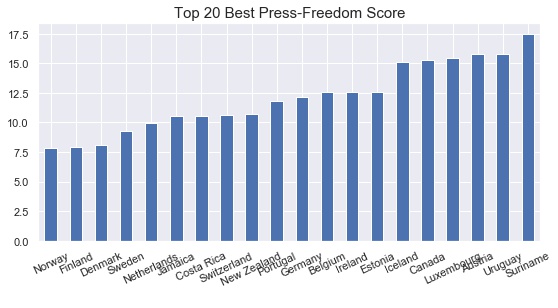 Top 20 Best Press-Freedom Score
17.5
15.0
12.5
10.0
7.5
5.0
2.5
0.0
Norway
Finland
Denmark
Sweden
Netherlands
Jamaica
Costa Rica
Switzerland
New Zealand
Portugal
Germany
Belgium
Ireland
Estonia
Iceland
Canada
Luxembourg
Austria
Uruguay
Suriname